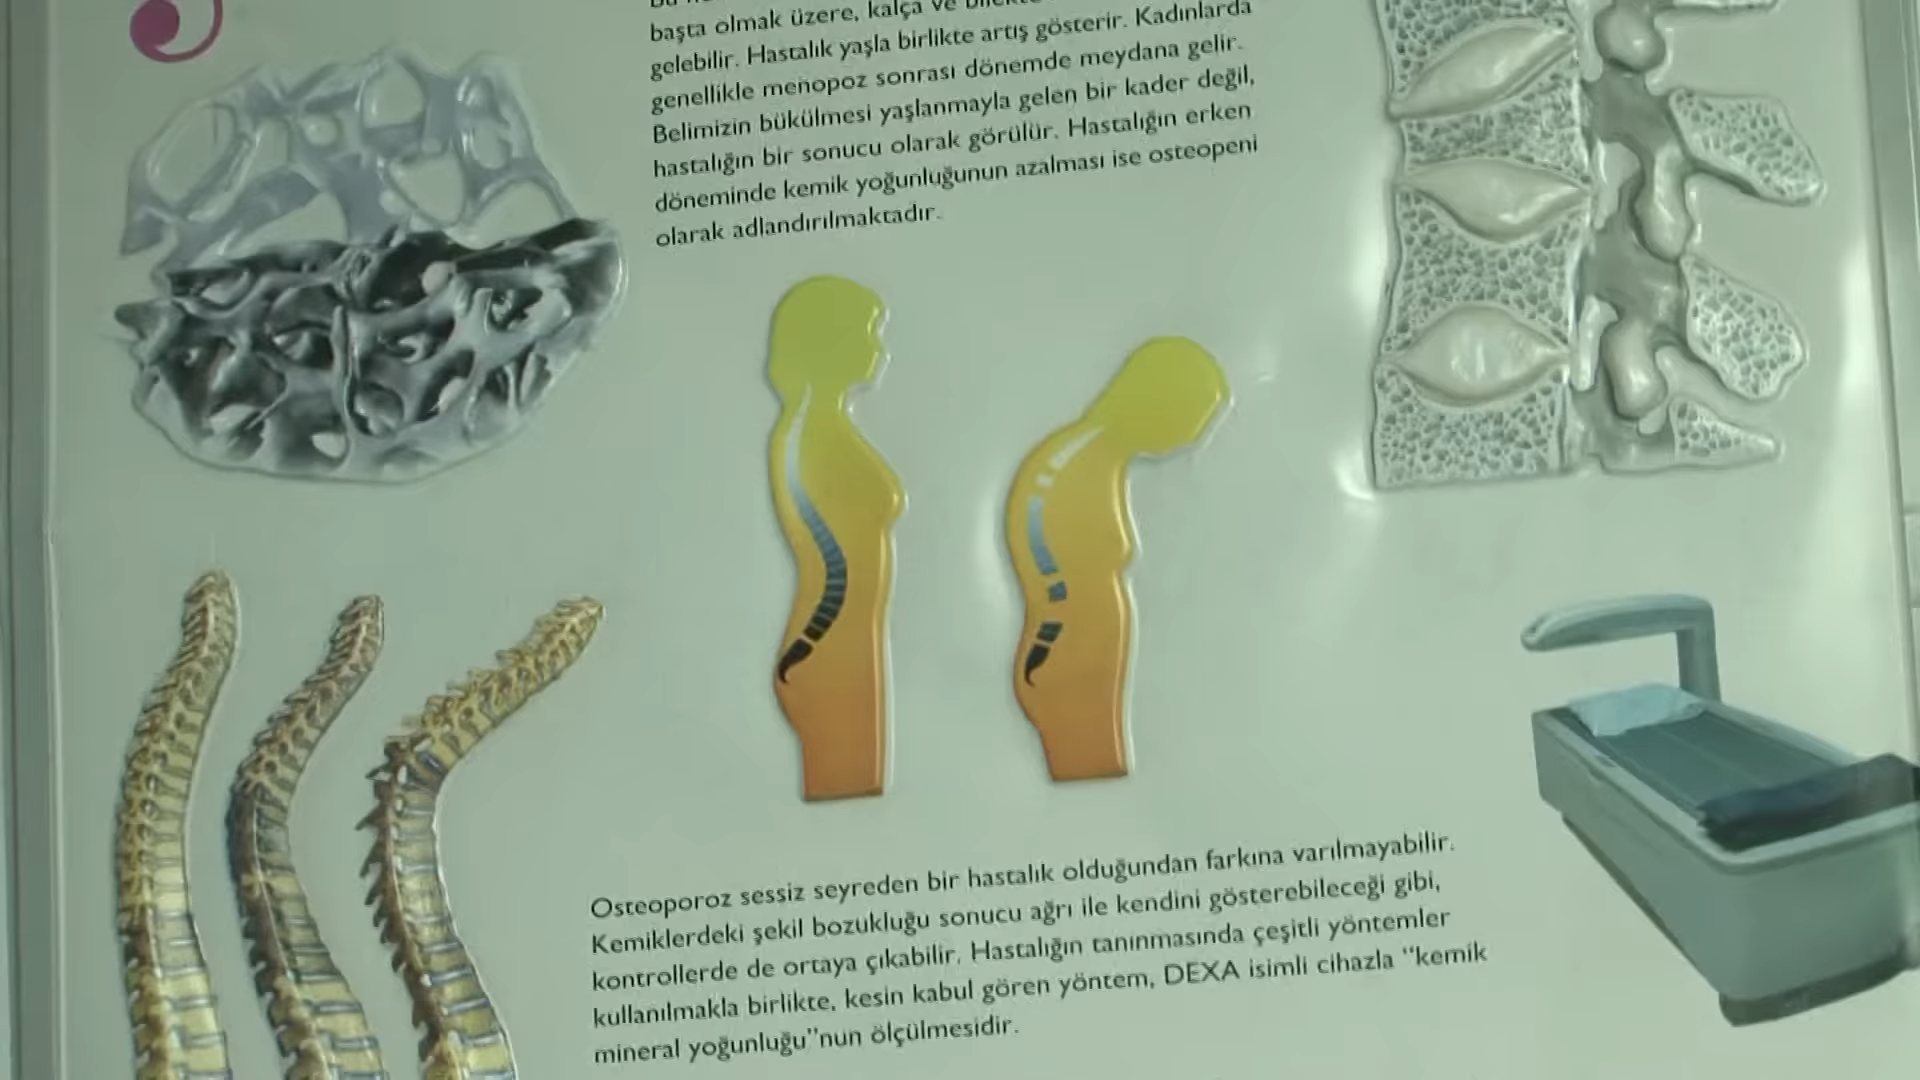 başta olmak üzere, kalça ve
gelebilir. Hastalık yaşla birlikte artış gösterir. Kadınlarda
genellikle menopoz sonrası dönemde meydana gelir.
Belimizin bükülmesi yaşlanmayla gelen bir kader değil,
hastalığın bir sonucu olarak görülür. Hastalığın erken
döneminde kemik yoğunluğunun azalması ise osteopeni
olarak adlandırılmaktadır.
Osteoporoz sessiz seyreden bir hastalık olduğundan farkına varılmayabilir.
Kemiklerdeki şekil bozukluğu sonucu ağrı ile kendini gösterebileceği gibi,
kontrollerde de ortaya çıkabilir. Hastalığın tanınmasında çeşitli yöntemler
kullanılmakla birlikte, kesin kabul gören yöntem, DEXA isimli cihazla "kemik
mineral yoğunluğu"nun ölçülmesidir.